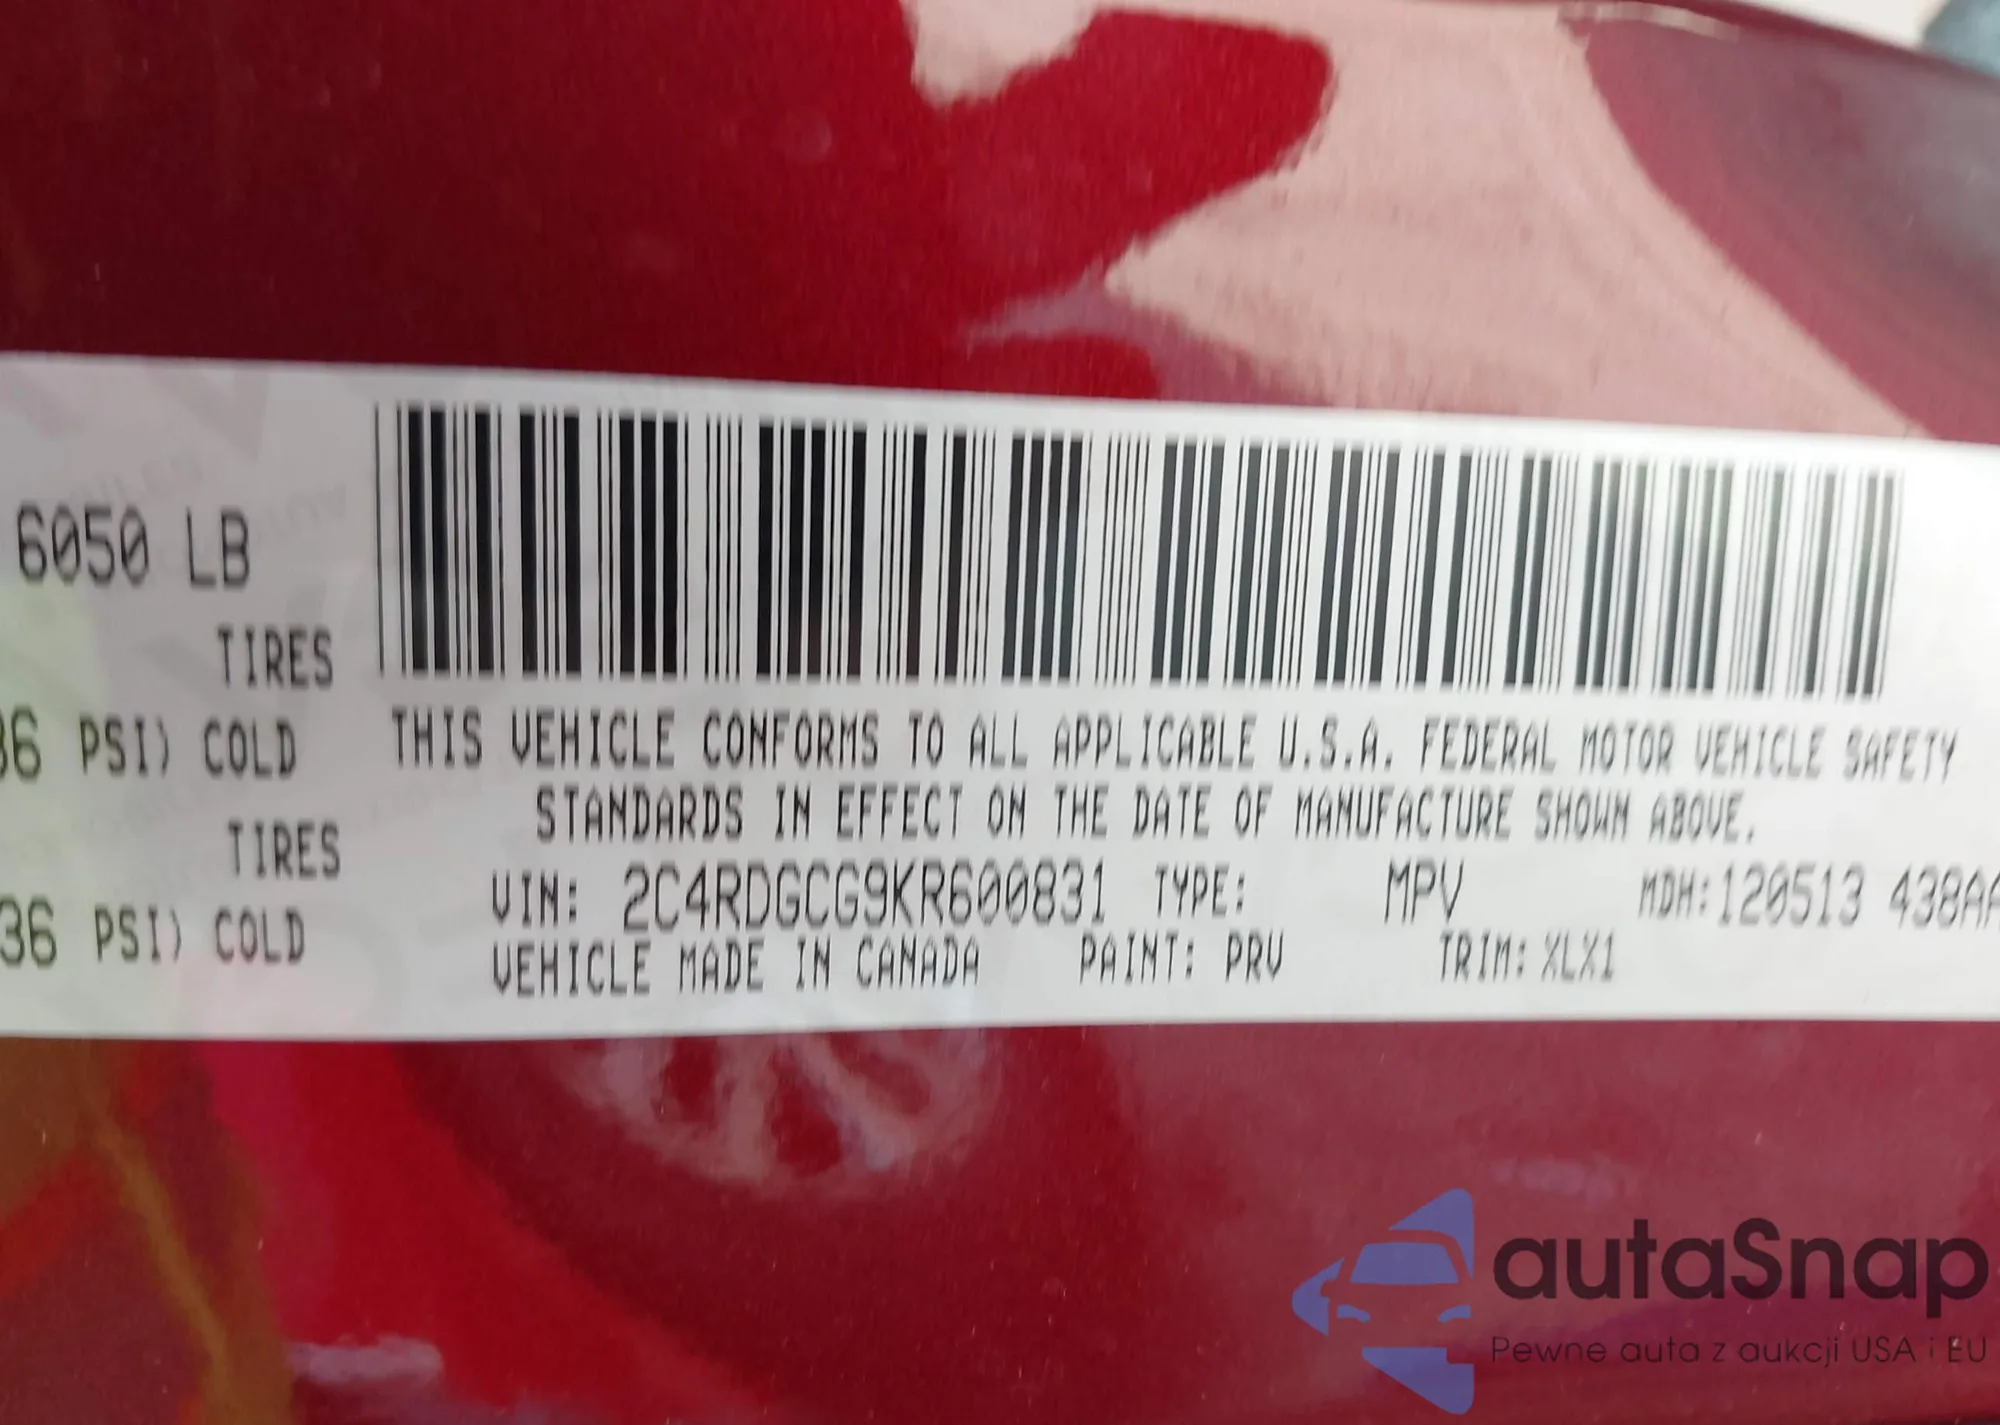 6050 LB
TIRES
36 PSI) COLD
TIRES
36 PSI) COLD
THIS VEHICLE CONFORMS TO ALL APPLICABLE U.S.A. FEDERAL MOTOR VEHICLE SAFETY
STANDARDS IN EFFECT ON THE DATE OF MANUFACTURE SHOWN ABOVE.
VIN: 2C4RDGCG9KR600831 TYPE: MPV MDH:120513 438AA
VEHICLE MADE IN CANADA PAINT: PRV TRIM: XLX1
autaSnap
Pewne auta z aukcji USA i EU